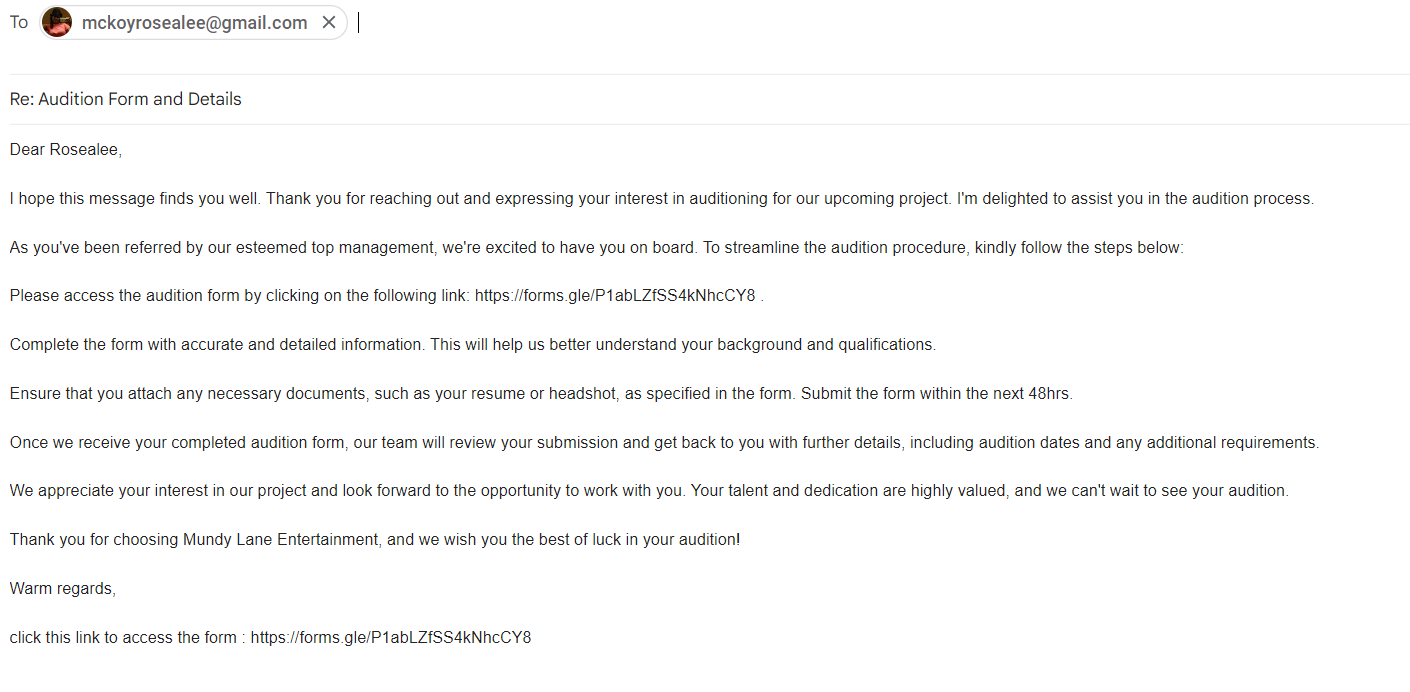 To mckoyrosealee@gmail.com
Re: Audition Form and Details
Dear Rosealee,
I hope this message finds you well. Thank you for reaching out and expressing your interest in auditioning for our upcoming project. I'm delighted to assist you in the audition process.
As you've been referred by our esteemed top management, we're excited to have you on board. To streamline the audition procedure, kindly follow the steps below:
Please access the audition form by clicking on the following link: https://forms.gle/P1abLZfSS4kNhcCY8 .
Complete the form with accurate and detailed information. This will help us better understand your background and qualifications.
Ensure that you attach any necessary documents, such as your resume or headshot, as specified in the form. Submit the form within the next 48hrs.
Once we receive your completed audition form, our team will review your submission and get back to you with further details, including audition dates and any additional requirements.
We appreciate your interest in our project and look forward to the opportunity to work with you. Your talent and dedication are highly valued, and we can't wait to see your audition.
Thank you for choosing Mundy Lane Entertainment, and we wish you the best of luck in your audition!
Warm regards,
click this link to access the form : https://forms.gle/P1abLZfSS4kNhcCY8